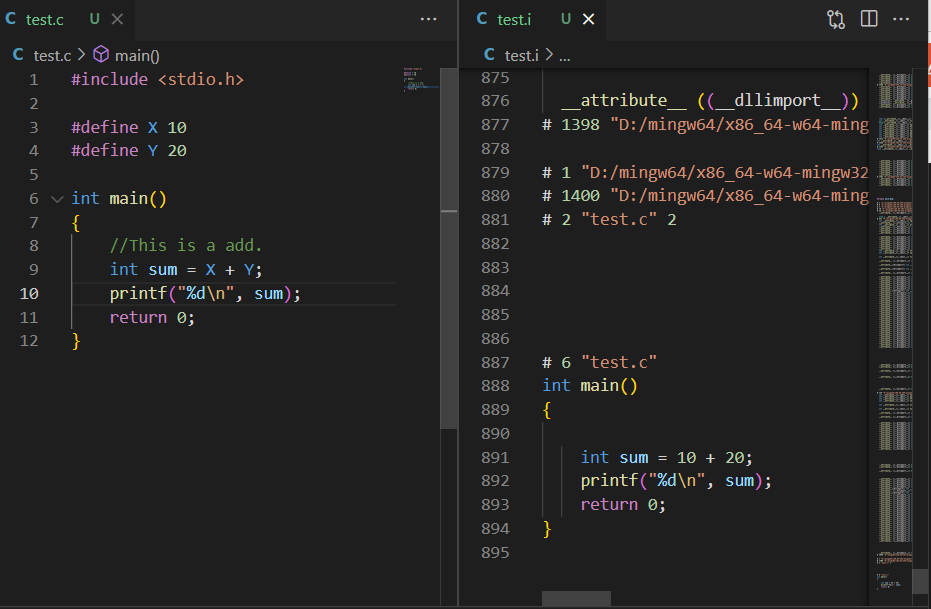 C test.c U
C test.c > main()
1 #include <stdio.h>
2
3 #define X 10
4 #define Y 20
5
6 int main()
7 {
8 //This is a add.
9 int sum = X + Y;
10 printf("%d\n", sum);
11 return 0;
12 }
C test.i U
C test.i > ...
875
876 __attribute__ ((__dllimport__))
877 # 1398 "D:/mingw64/x86_64-w64-ming
878
879 # 1 "D:/mingw64/x86_64-w64-mingw32
880 # 1400 "D:/mingw64/x86_64-w64-ming
881 # 2 "test.c" 2
882
883
884
885
886
887 # 6 "test.c"
888 int main()
889 {
890
891 int sum = 10 + 20;
892 printf("%d\n", sum);
893 return 0;
894 }
895